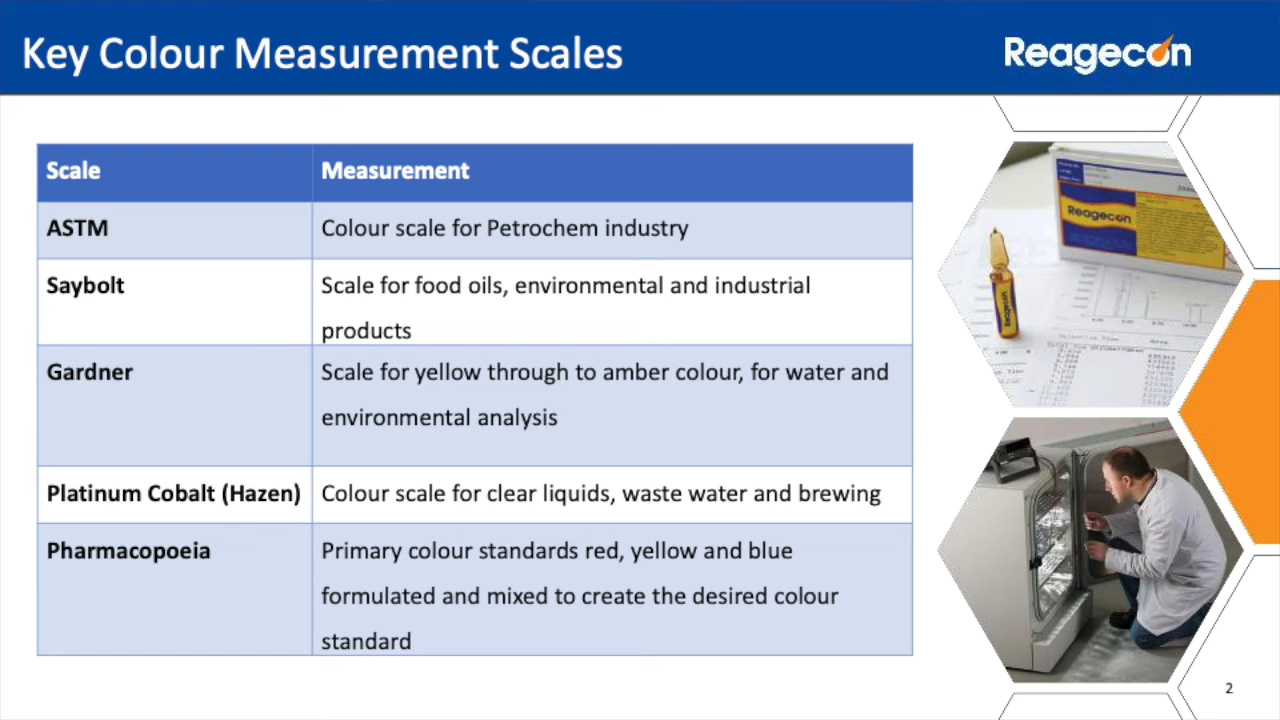 Key Colour Measurement Scales
Reagecon
Scale
Measurement
ASTM
Colour scale for Petrochem industry
Saybolt
Scale for food oils, environmental and industrial
products
Gardner
Scale for yellow through to amber colour, for water and
environmental analysis
Platinum Cobalt (Hazen)
Colour scale for clear liquids, waste water and brewing
Pharmacopoeia
Primary colour standards red, yellow and blue
formulated and mixed to create the desired colour
standard
Reagecon
Reagecon
2